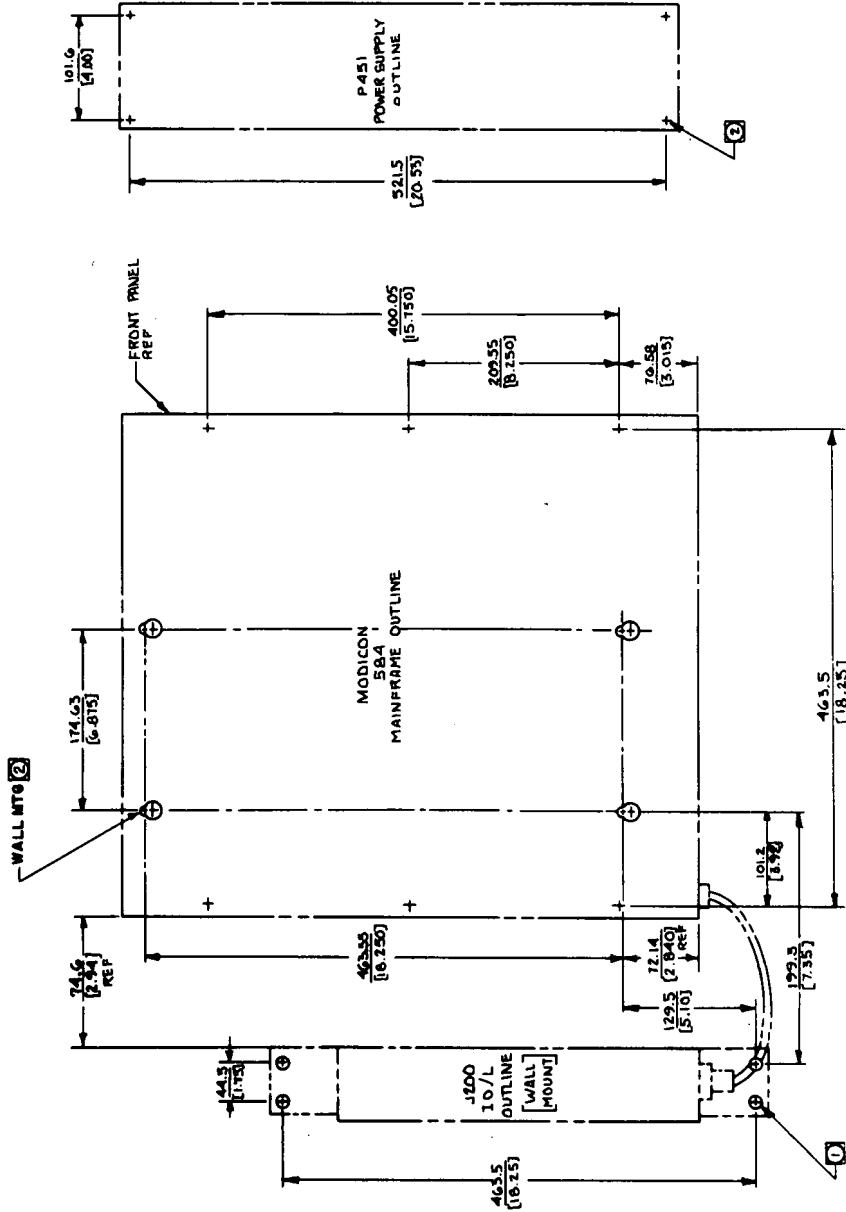 101.6
[4.00]
P451
POWER SUPPLY
OUTLINE
521.5
[20.53]
2
FRONT PANEL
REF
400.05
[15.750]
209.55
[8.250]
76.58
[3.015]
WALL MTG 2
174.63
[6.875]
MODICON
584
MAINFRAME OUTLINE
463.5
[18.25]
101.2
[3.98]
199.3
[7.35]
74.6
[2.94]
REF
463.55
[18.250]
72.14
[2.840]
REF
129.5
[5.10]
44.5
[1.75]
J200
IO/L
OUTLINE
[WALL
MOUNT]
463.5
[18.25]
1